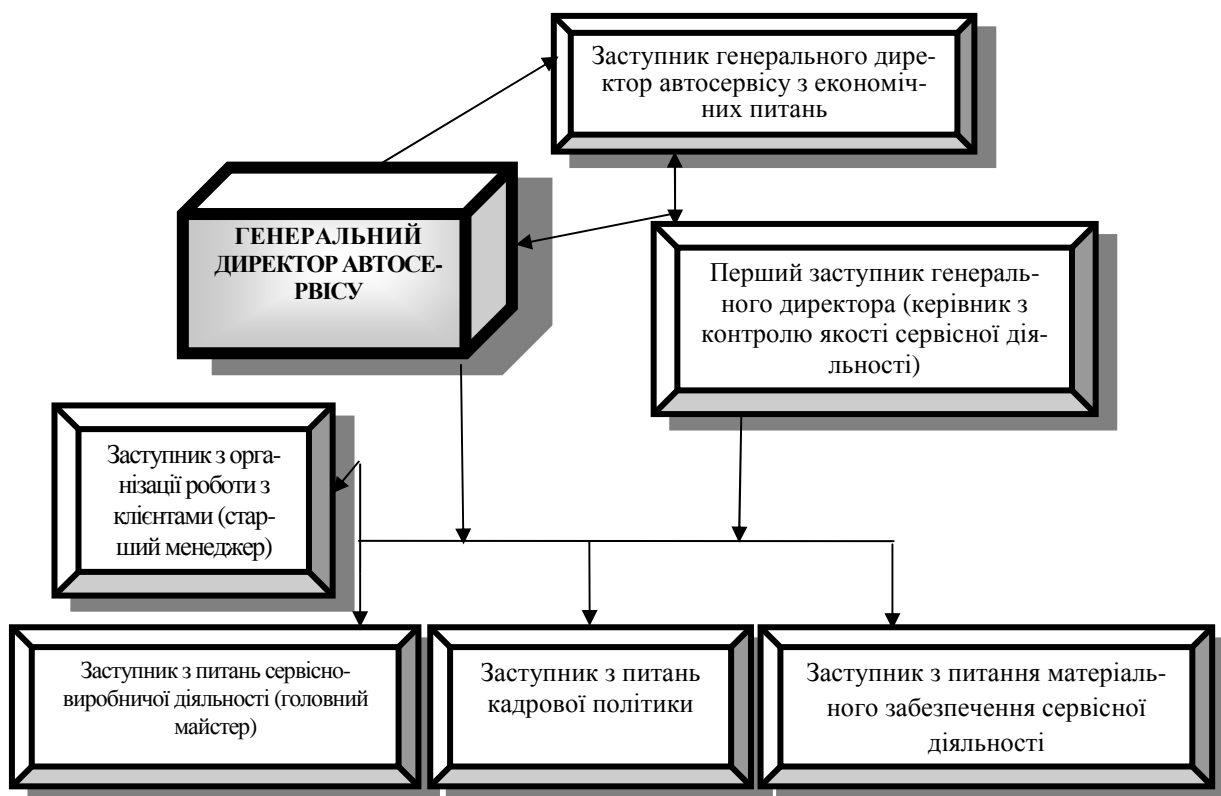 Заступник генерального дире-
ктор автосервісу з економіч-
них питань
ГЕНЕРАЛЬНИЙ
ДИРЕКТОР АВТОСЕ-
РВІСУ
Перший заступник генераль-
ного директора (керівник з
контролю якості сервісної дія-
льності)
Заступник з орга-
нізації роботи з
клієнтами (стар-
ший менеджер)
Заступник з питань сервісно-
виробничої діяльності (головний
майстер)
Заступник з питань
кадрової політики
Заступник з питання матеріаль-
ного забезпечення сервісної
діяльності